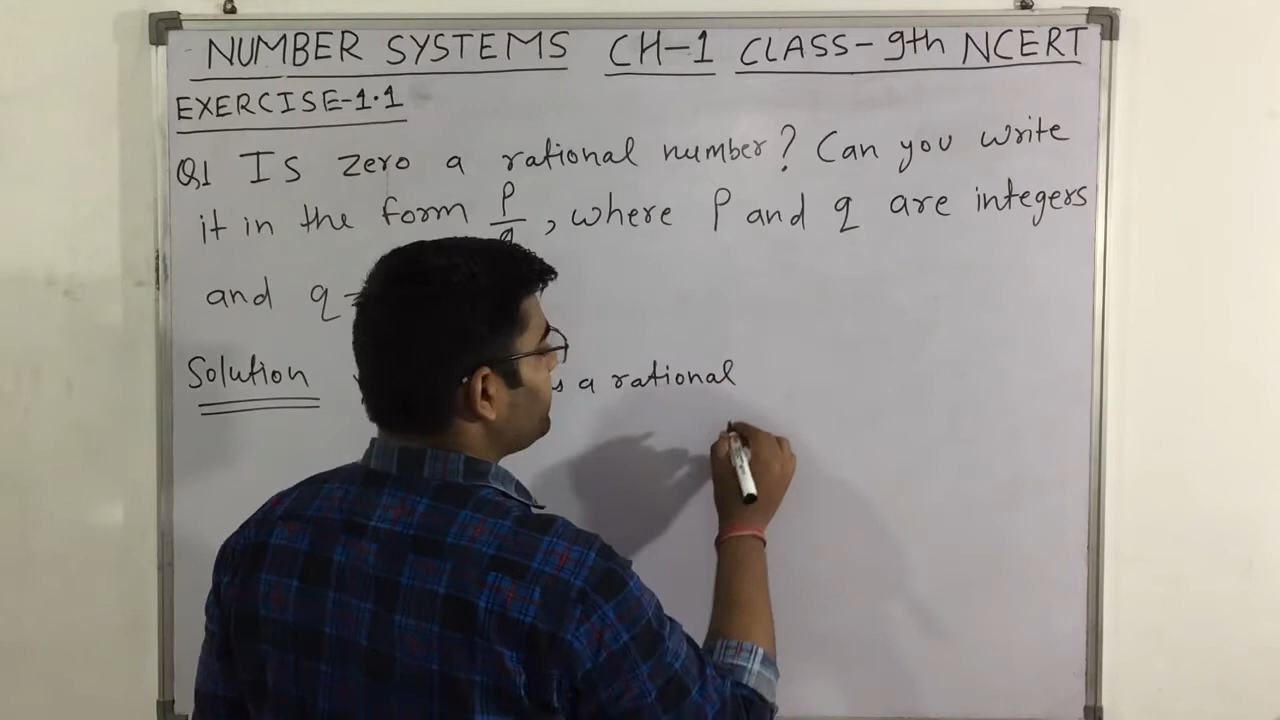 NUMBER SYSTEMS CH-1 CLASS-9th NCERT
EXERCISE-1.1
Q1 Is zero a rational number? Can you write
it in the form p/q, where p and q are integers
and q
Solution a rational